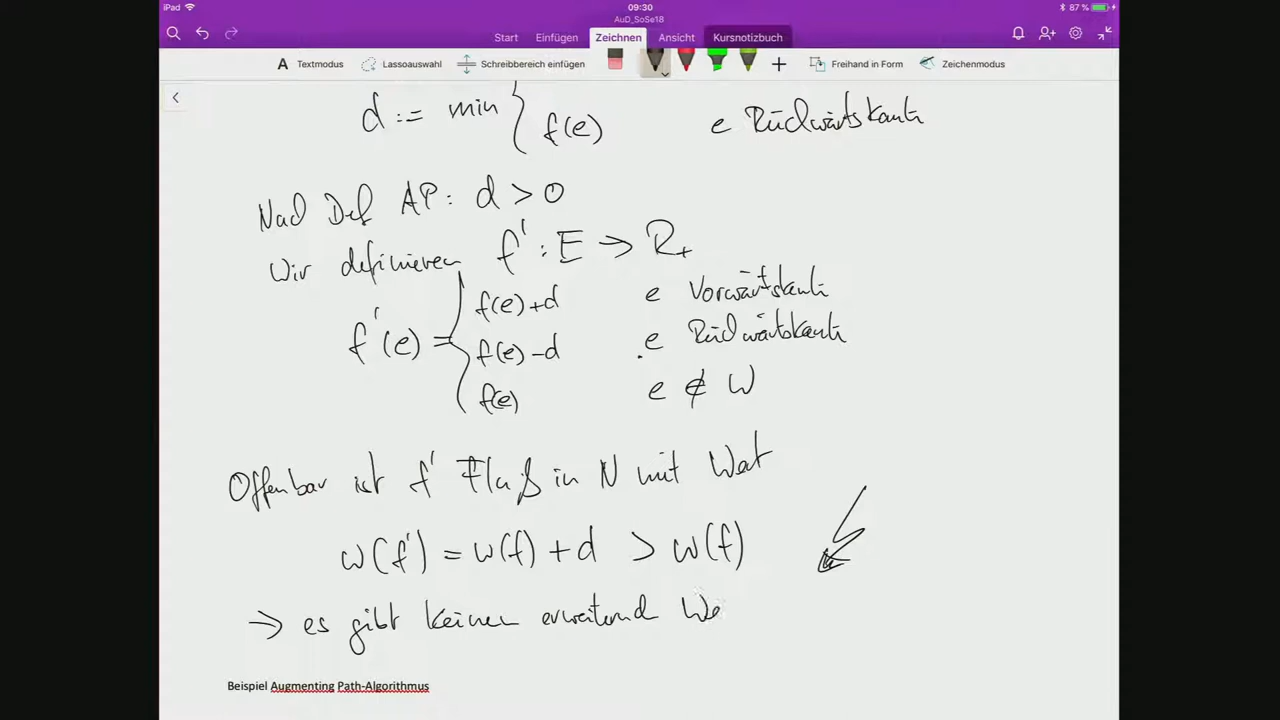 iPad 09:30 87 %
AuD_SoSe18
Start Einfügen Zeichnen Ansicht Kursnotizbuch
A Textmodus Lassoauswahl Schreibbereich einfügen Freihand in Form Zeichenmodus
d := min { f(e) e Rückwärtskante
Nach Def AP: d > 0
Wir definieren f' : E → R₊
f(e)+d e Vorwärtskante
f'(e) = { f(e)-d e Rückwärtskante
f(e) e ∉ W
Offenbar ist f' Fluß in N mit Wert
w(f') = w(f) + d > w(f)
→ es gibt keinen erweiternd We
Beispiel Augmenting Path-Algorithmus